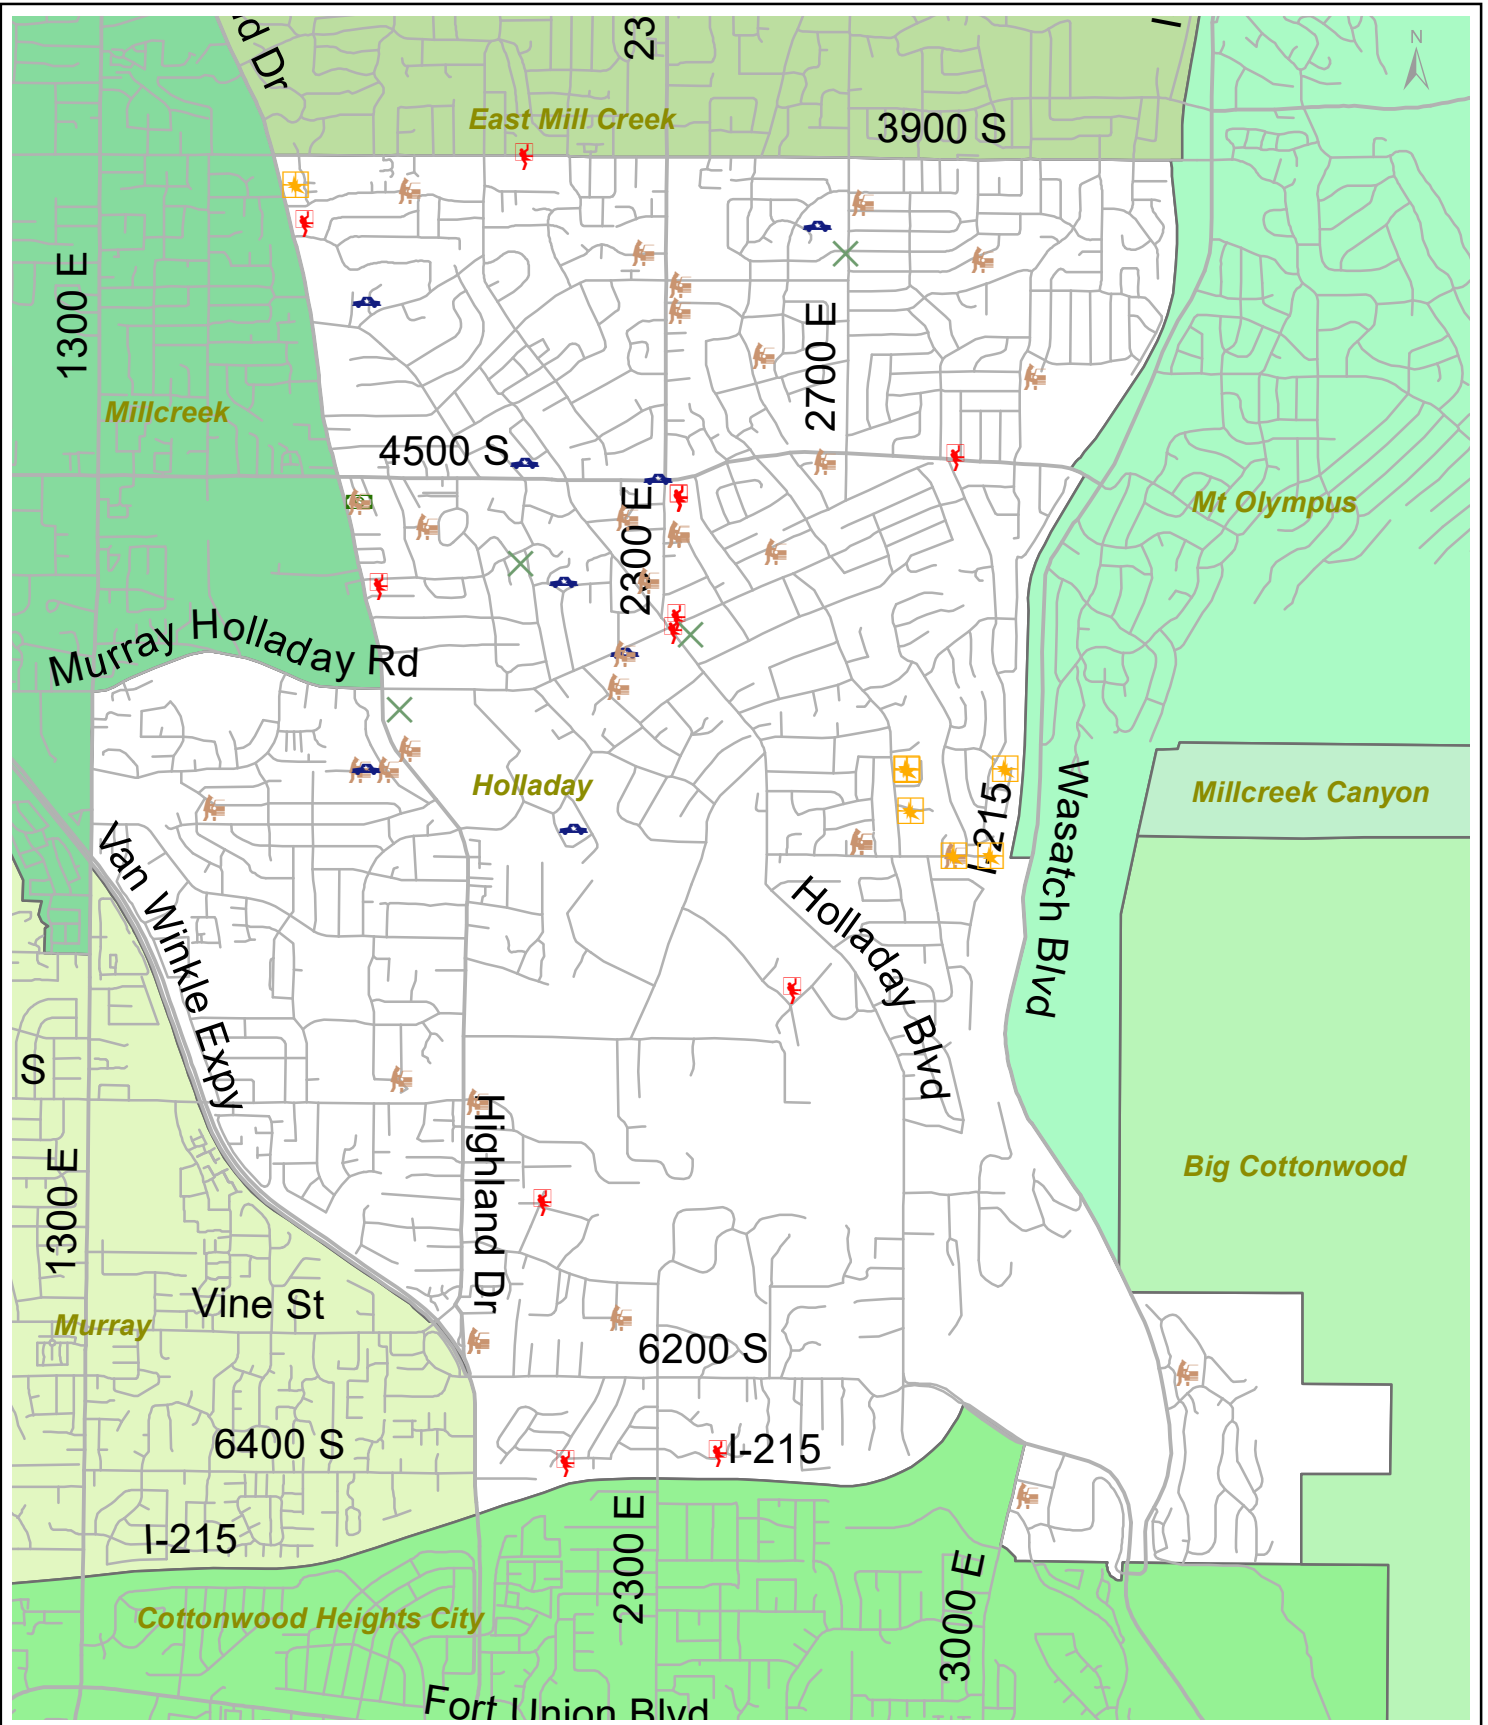 d Dr
23
N
East Mill Creek
3900 S
1300 E
2700 E
Millcreek
4500 S
Mt Olympus
2300 E
Murray Holladay Rd
Holladay
I-215
Wasatch Blvd
Millcreek Canyon
Van Winkle Expy
Holladay Blvd
S
Highland Dr
1300 E
Big Cottonwood
Vine St
Murray
6200 S
6400 S
I-215
I-215
2300 E
3000 E
Cottonwood Heights City
Fort Union Blvd